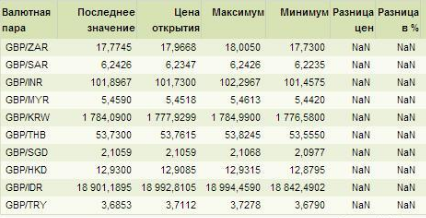 Валютная Последнее Цена Максимум Минимум Разница Разница
пара значение открытия цен в %
GBP/ZAR 17,7745 17,9668 18,0050 17,7300 NaN NaN
GBP/SAR 6,2426 6,2347 6,2426 6,2235 NaN NaN
GBP/INR 101,8967 101,7300 102,2967 101,4575 NaN NaN
GBP/MYR 5,4590 5,4518 5,4613 5,4420 NaN NaN
GBP/KRW 1 784,0900 1 777,9299 1 784,9900 1 776,5800 NaN NaN
GBP/THB 53,7300 53,7615 53,8245 53,5550 NaN NaN
GBP/SGD 2,1059 2,1059 2,1068 2,0977 NaN NaN
GBP/HKD 12,9300 12,9085 12,9315 12,8795 NaN NaN
GBP/IDR 18 901,1895 18 992,8105 18 994,4590 18 842,4902 NaN NaN
GBP/TRY 3,6853 3,7112 3,7278 3,6790 NaN NaN